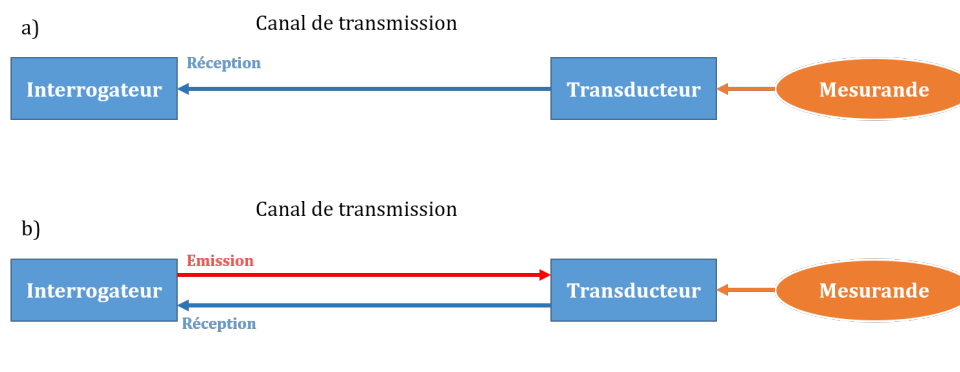 Canal de transmission
a)
Réception
Interrogateur
Transducteur
Mesurande
Canal de transmission
b)
Emission
Interrogateur
Transducteur
Mesurande
Réception